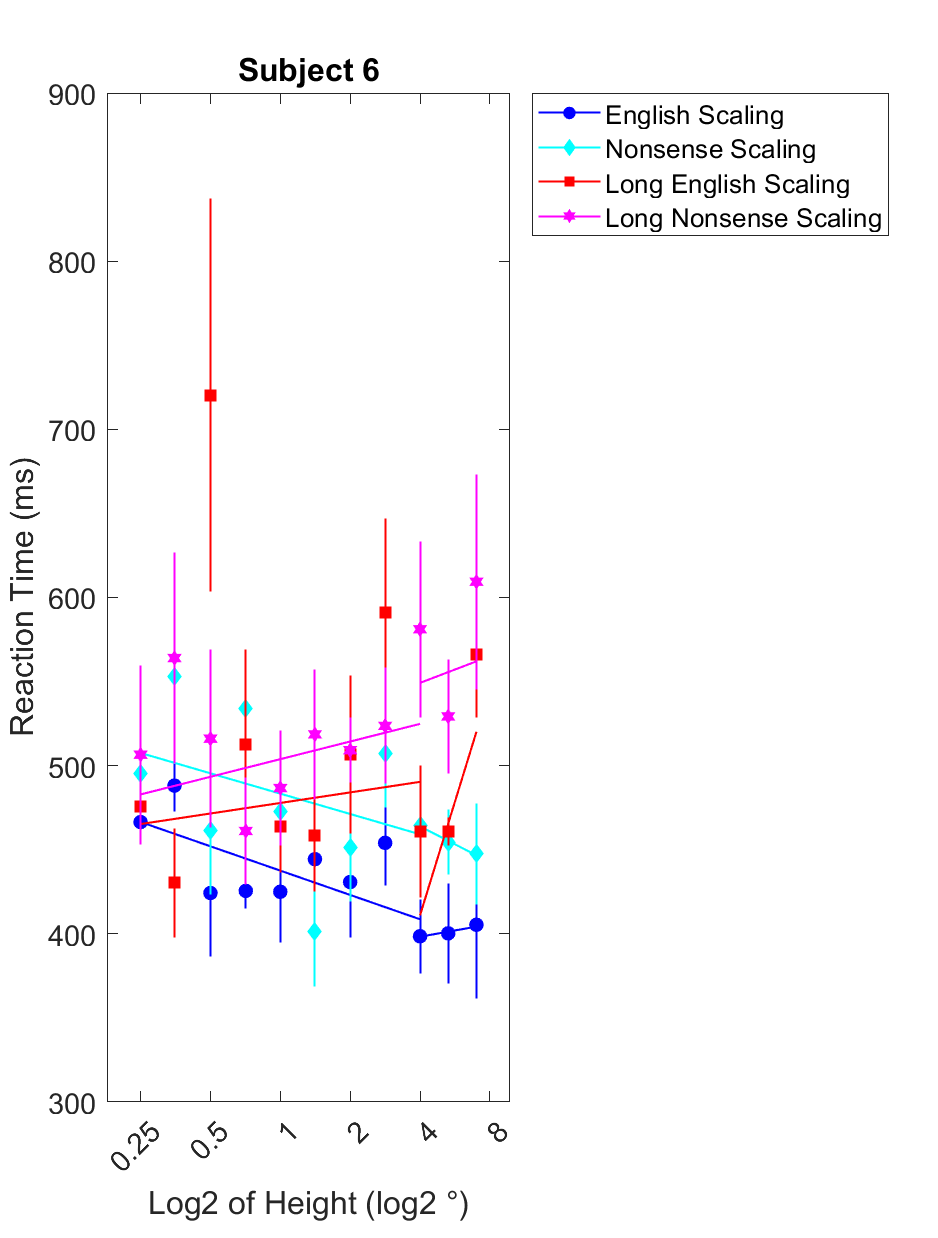 Subject 6
900
800
700
600
500
400
300
Reaction Time (ms)
0.25
0.5
1
2
4
8
Log2 of Height (log2 °)
English Scaling
Nonsense Scaling
Long English Scaling
Long Nonsense Scaling